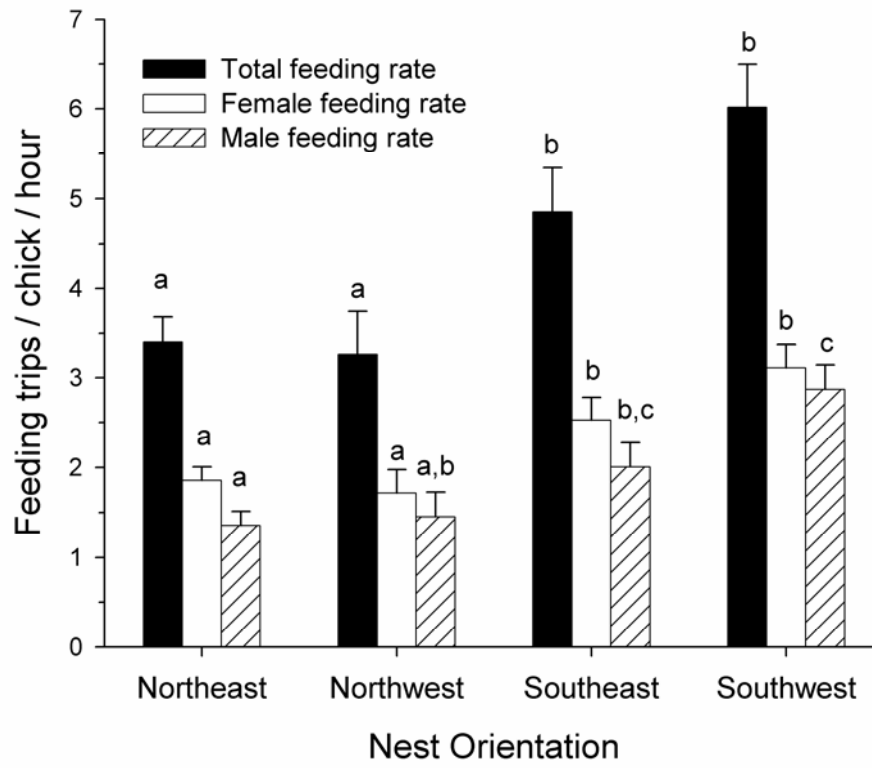 7
6
5
4
3
2
1
0
Feeding trips / chick / hour
Total feeding rate
Female feeding rate
Male feeding rate
a
a
a
a
a
a,b
b
b
b,c
b
b
c
Northeast
Northwest
Southeast
Southwest
Nest Orientation